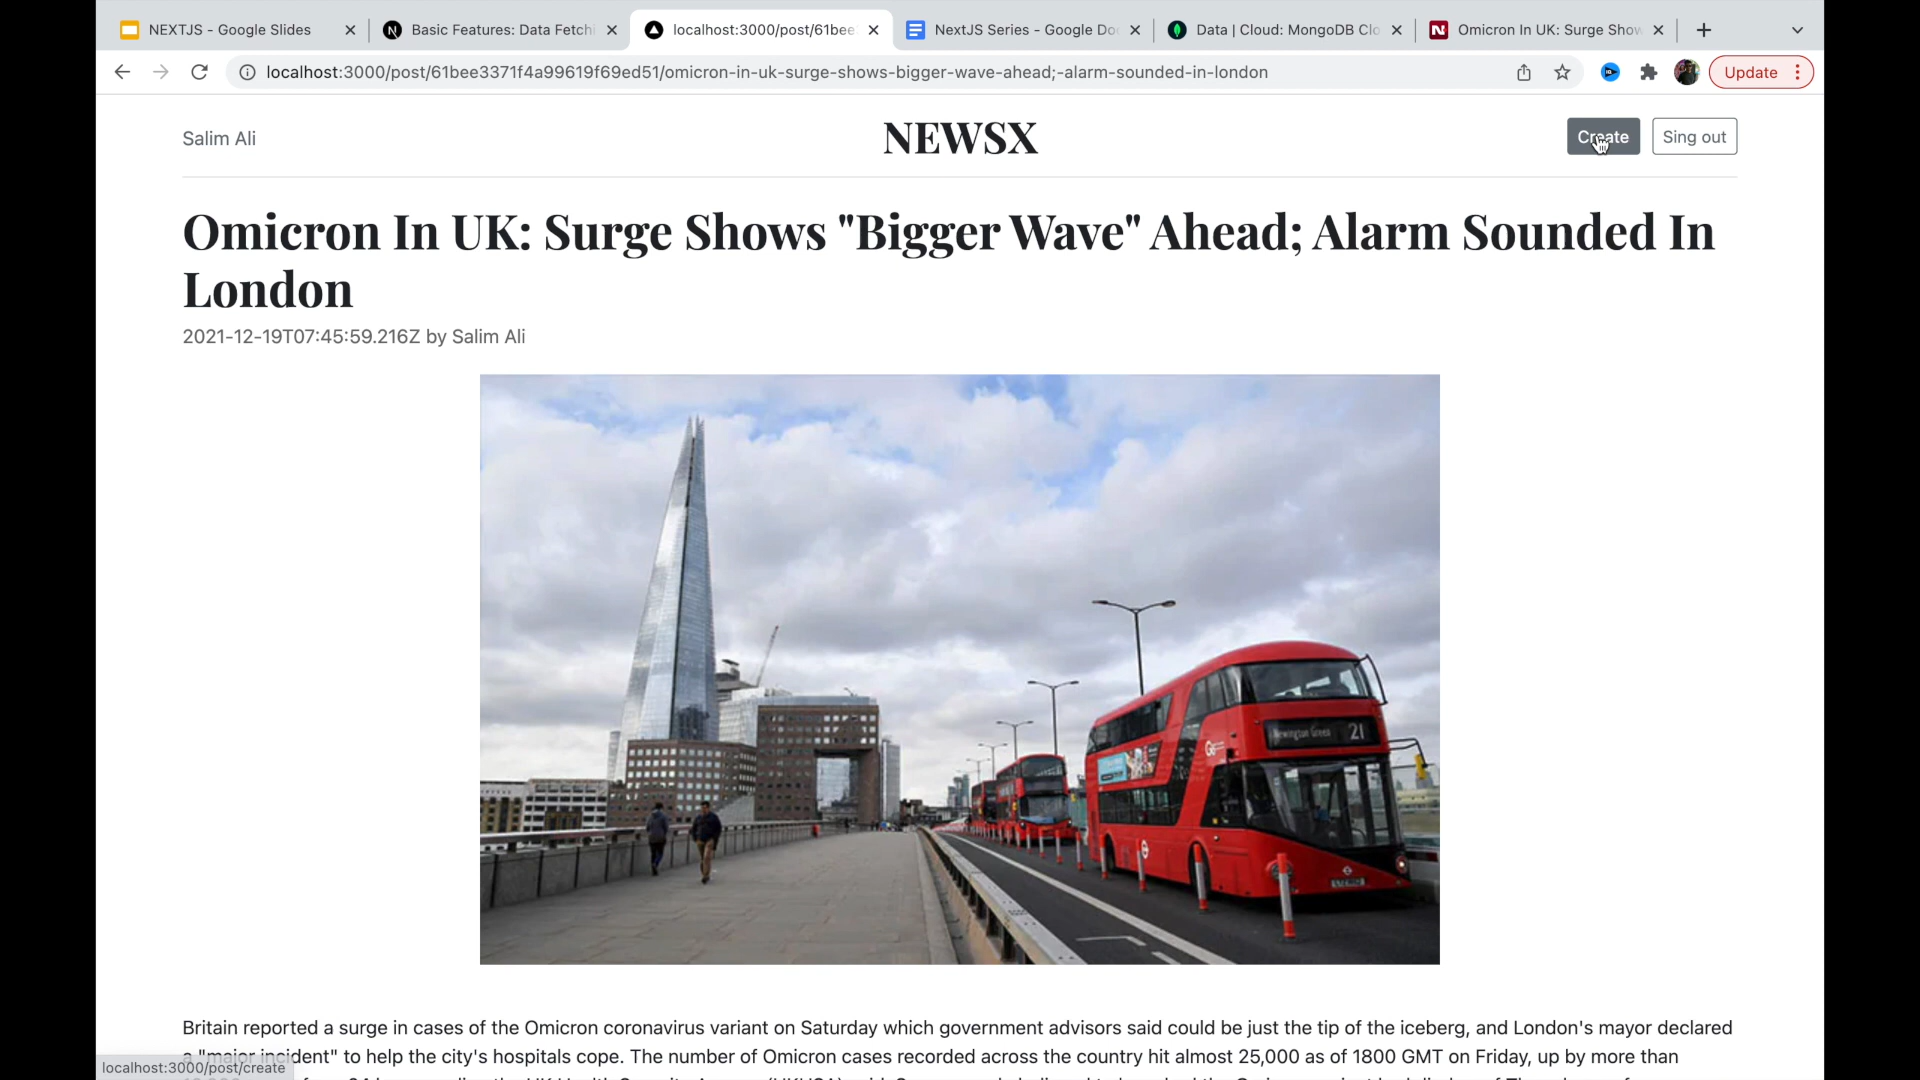 NEXTJS - Google Slides
Basic Features: Data Fetchi
localhost:3000/post/61bee
NextJS Series - Google Doc
Data | Cloud: MongoDB Clo
Omicron In UK: Surge Show
localhost:3000/post/61bee3371f4a99619f69ed51/omicron-in-uk-surge-shows-bigger-wave-ahead;-alarm-sounded-in-london
Update
Salim Ali
NEWSX
Create
Sing out
Omicron In UK: Surge Shows "Bigger Wave" Ahead; Alarm Sounded In
London
2021-12-19T07:45:59.216Z by Salim Ali
Newington Green 21
Britain reported a surge in cases of the Omicron coronavirus variant on Saturday which government advisors said could be just the tip of the iceberg, and London's mayor declared
a "major incident" to help the city's hospitals cope. The number of Omicron cases recorded across the country hit almost 25,000 as of 1800 GMT on Friday, up by more than
localhost:3000/post/create